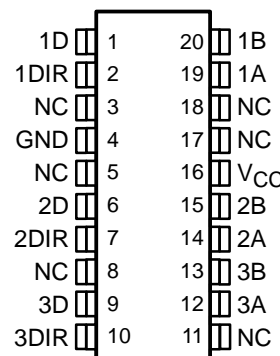 1D 1 20 1B
1DIR 2 19 1A
NC 3 18 NC
GND 4 17 NC
NC 5 16 VCC
2D 6 15 2B
2DIR 7 14 2A
NC 8 13 3B
3D 9 12 3A
3DIR 10 11 NC